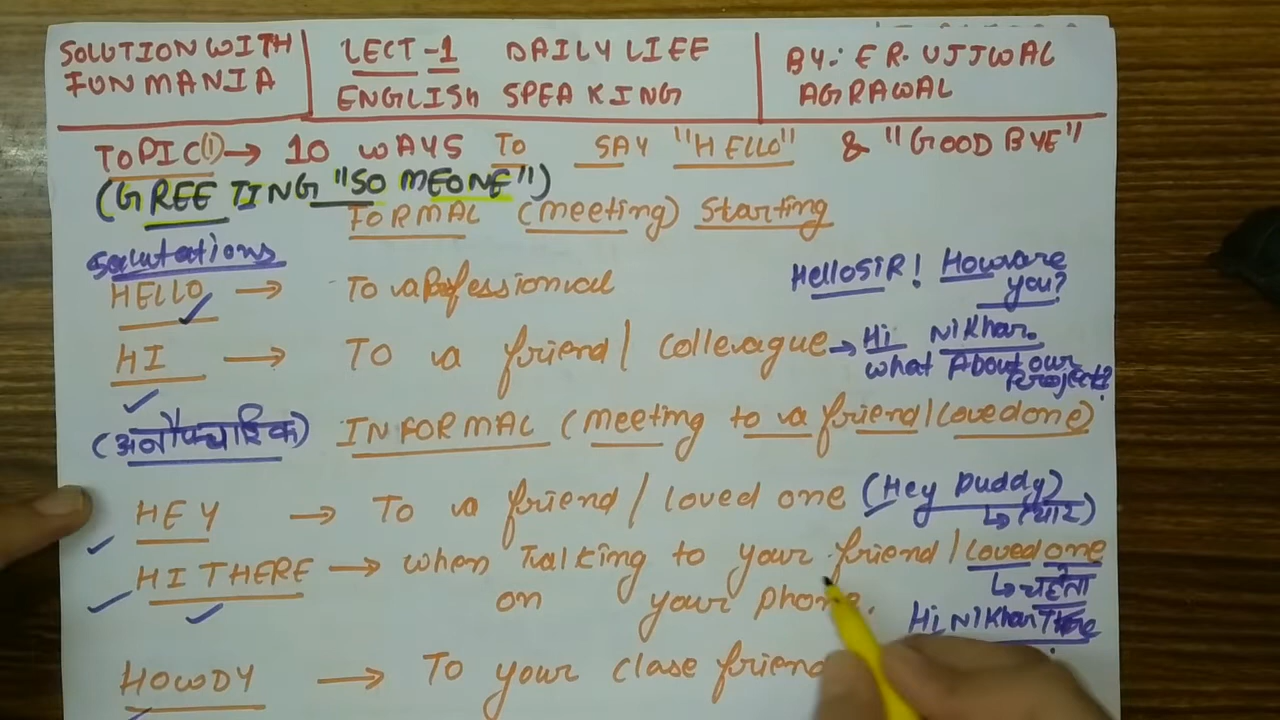 SOLUTION WITH
FUN MANIA
LECT-1 DAILY LIFE
ENGLISH SPEAKING
BY: ER. UJJWAL
AGRAWAL
TOPIC(1)→ 10 WAYS TO SAY "HELLO" & "GOOD BYE"
(GREETING "SOMEONE")
FORMAL (meeting) Starting
Salutations
HELLO → To a Professional
Hello SIR! How are
you?
HI → TO a friend/ colleague → Hi Nikhar.
what About our
Project?
(अनौपचारिक) INFORMAL (meeting to a friend/Loved one)
HEY → To a friend/ loved one (Hey Duddy)
↳ (यार)
HI THERE → when Talking to your friend/Loved one
on your phone.
↳ चहेता
Hi Nikhar There
HOWDY → To your close friend